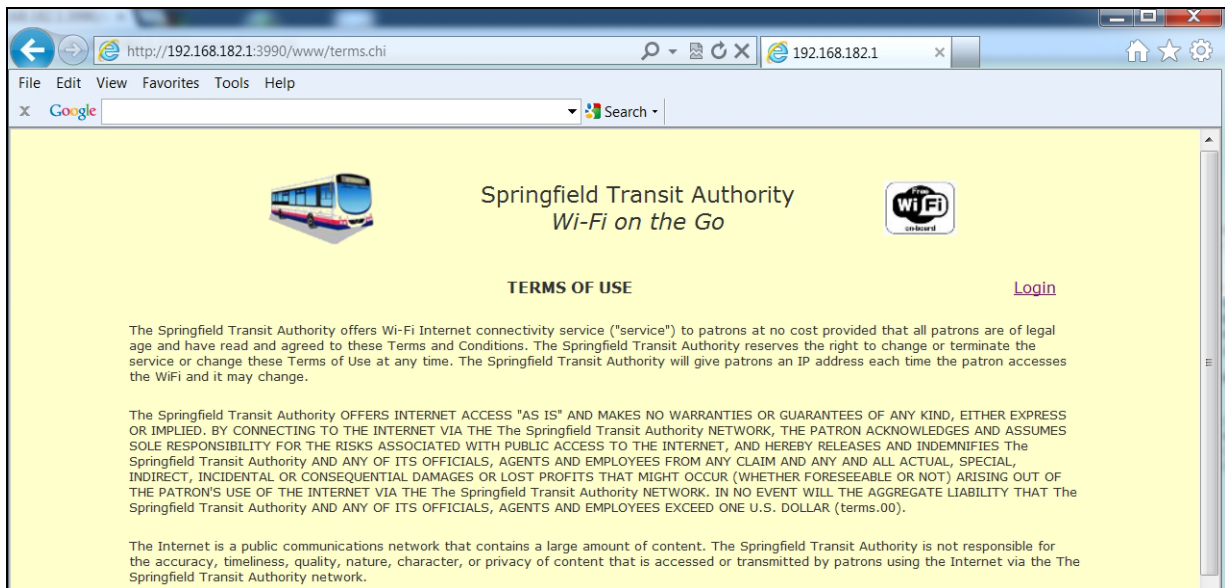 http://192.168.182.1:3990/www/terms.chi
192.168.182.1
File Edit View Favorites Tools Help
x Google
Search
Springfield Transit Authority
Wi-Fi on the Go
Free
Wi Fi
on-board
TERMS OF USE
Login
The Springfield Transit Authority offers Wi-Fi Internet connectivity service ("service") to patrons at no cost provided that all patrons are of legal
age and have read and agreed to these Terms and Conditions. The Springfield Transit Authority reserves the right to change or terminate the
service or change these Terms of Use at any time. The Springfield Transit Authority will give patrons an IP address each time the patron accesses
the WiFi and it may change.
The Springfield Transit Authority OFFERS INTERNET ACCESS "AS IS" AND MAKES NO WARRANTIES OR GUARANTEES OF ANY KIND, EITHER EXPRESS
OR IMPLIED. BY CONNECTING TO THE INTERNET VIA THE The Springfield Transit Authority NETWORK, THE PATRON ACKNOWLEDGES AND ASSUMES
SOLE RESPONSIBILITY FOR THE RISKS ASSOCIATED WITH PUBLIC ACCESS TO THE INTERNET, AND HEREBY RELEASES AND INDEMNIFIES The
Springfield Transit Authority AND ANY OF ITS OFFICIALS, AGENTS AND EMPLOYEES FROM ANY CLAIM AND ANY AND ALL ACTUAL, SPECIAL,
INDIRECT, INCIDENTAL OR CONSEQUENTIAL DAMAGES OR LOST PROFITS THAT MIGHT OCCUR (WHETHER FORESEEABLE OR NOT) ARISING OUT OF
THE PATRON'S USE OF THE INTERNET VIA THE The Springfield Transit Authority NETWORK. IN NO EVENT WILL THE AGGREGATE LIABILITY THAT The
Springfield Transit Authority AND ANY OF ITS OFFICIALS, AGENTS AND EMPLOYEES EXCEED ONE U.S. DOLLAR (terms.00).
The Internet is a public communications network that contains a large amount of content. The Springfield Transit Authority is not responsible for
the accuracy, timeliness, quality, nature, character, or privacy of content that is accessed or transmitted by patrons using the Internet via the The
Springfield Transit Authority network.